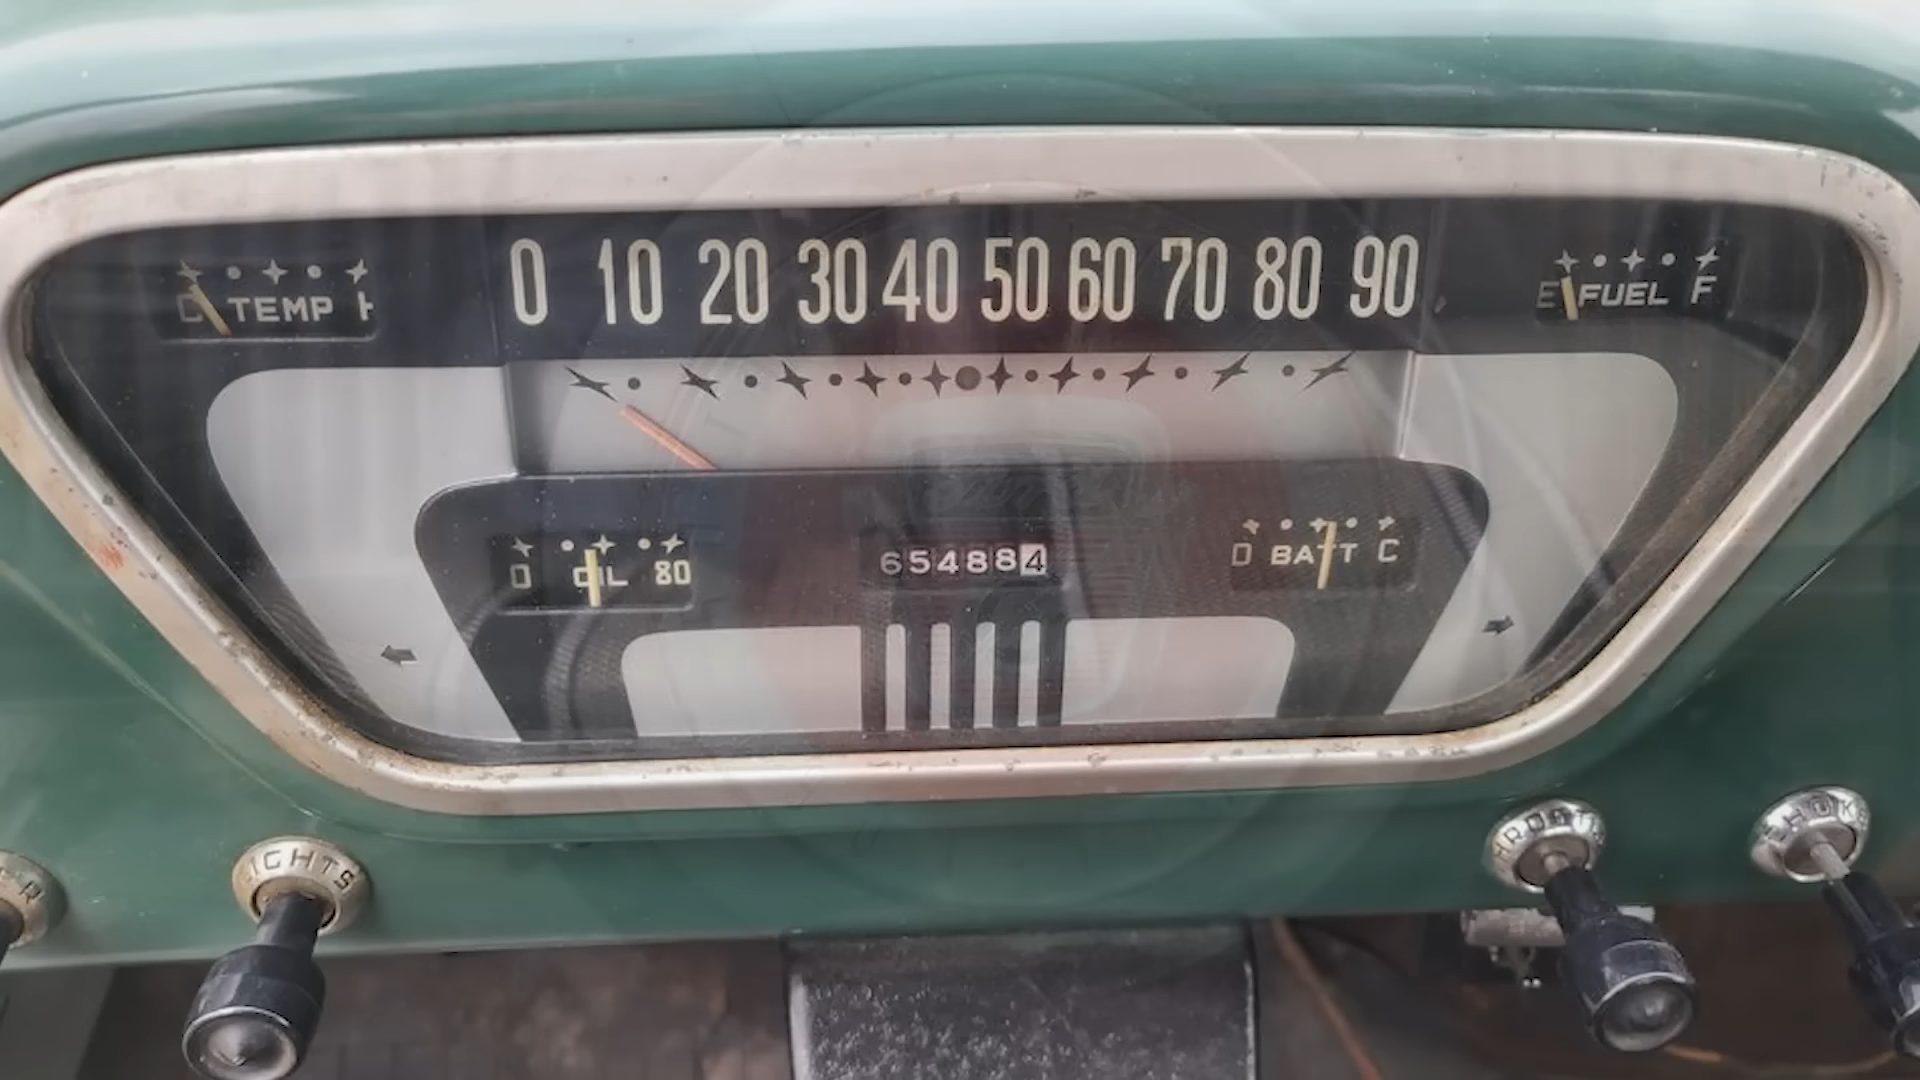 0 10 20 30 40 50 60 70 80 90
C TEMP H
E FUEL F
0 OIL 80
654884
D BATT C
LIGHTS
THROTTLE
CHOKE